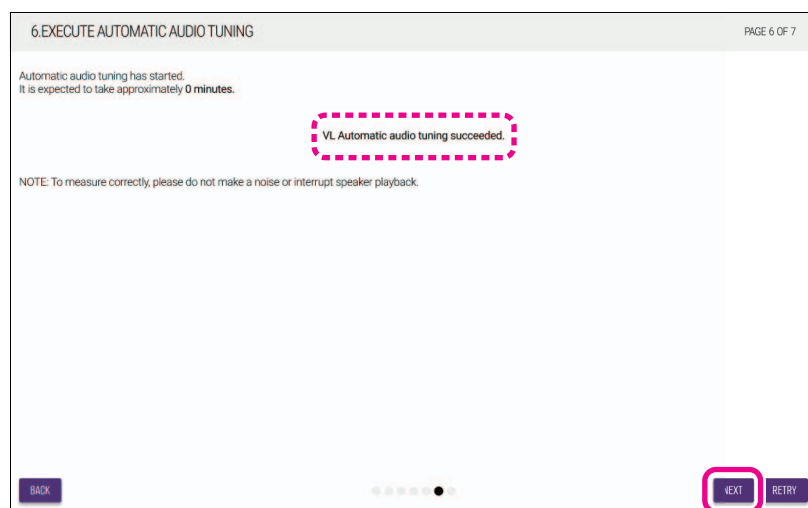 6.EXECUTE AUTOMATIC AUDIO TUNING
PAGE 6 OF 7
Automatic audio tuning has started.
It is expected to take approximately 0 minutes.
VL Automatic audio tuning succeeded.
NOTE: To measure correctly, please do not make a noise or interrupt speaker playback.
BACK
NEXT
RETRY